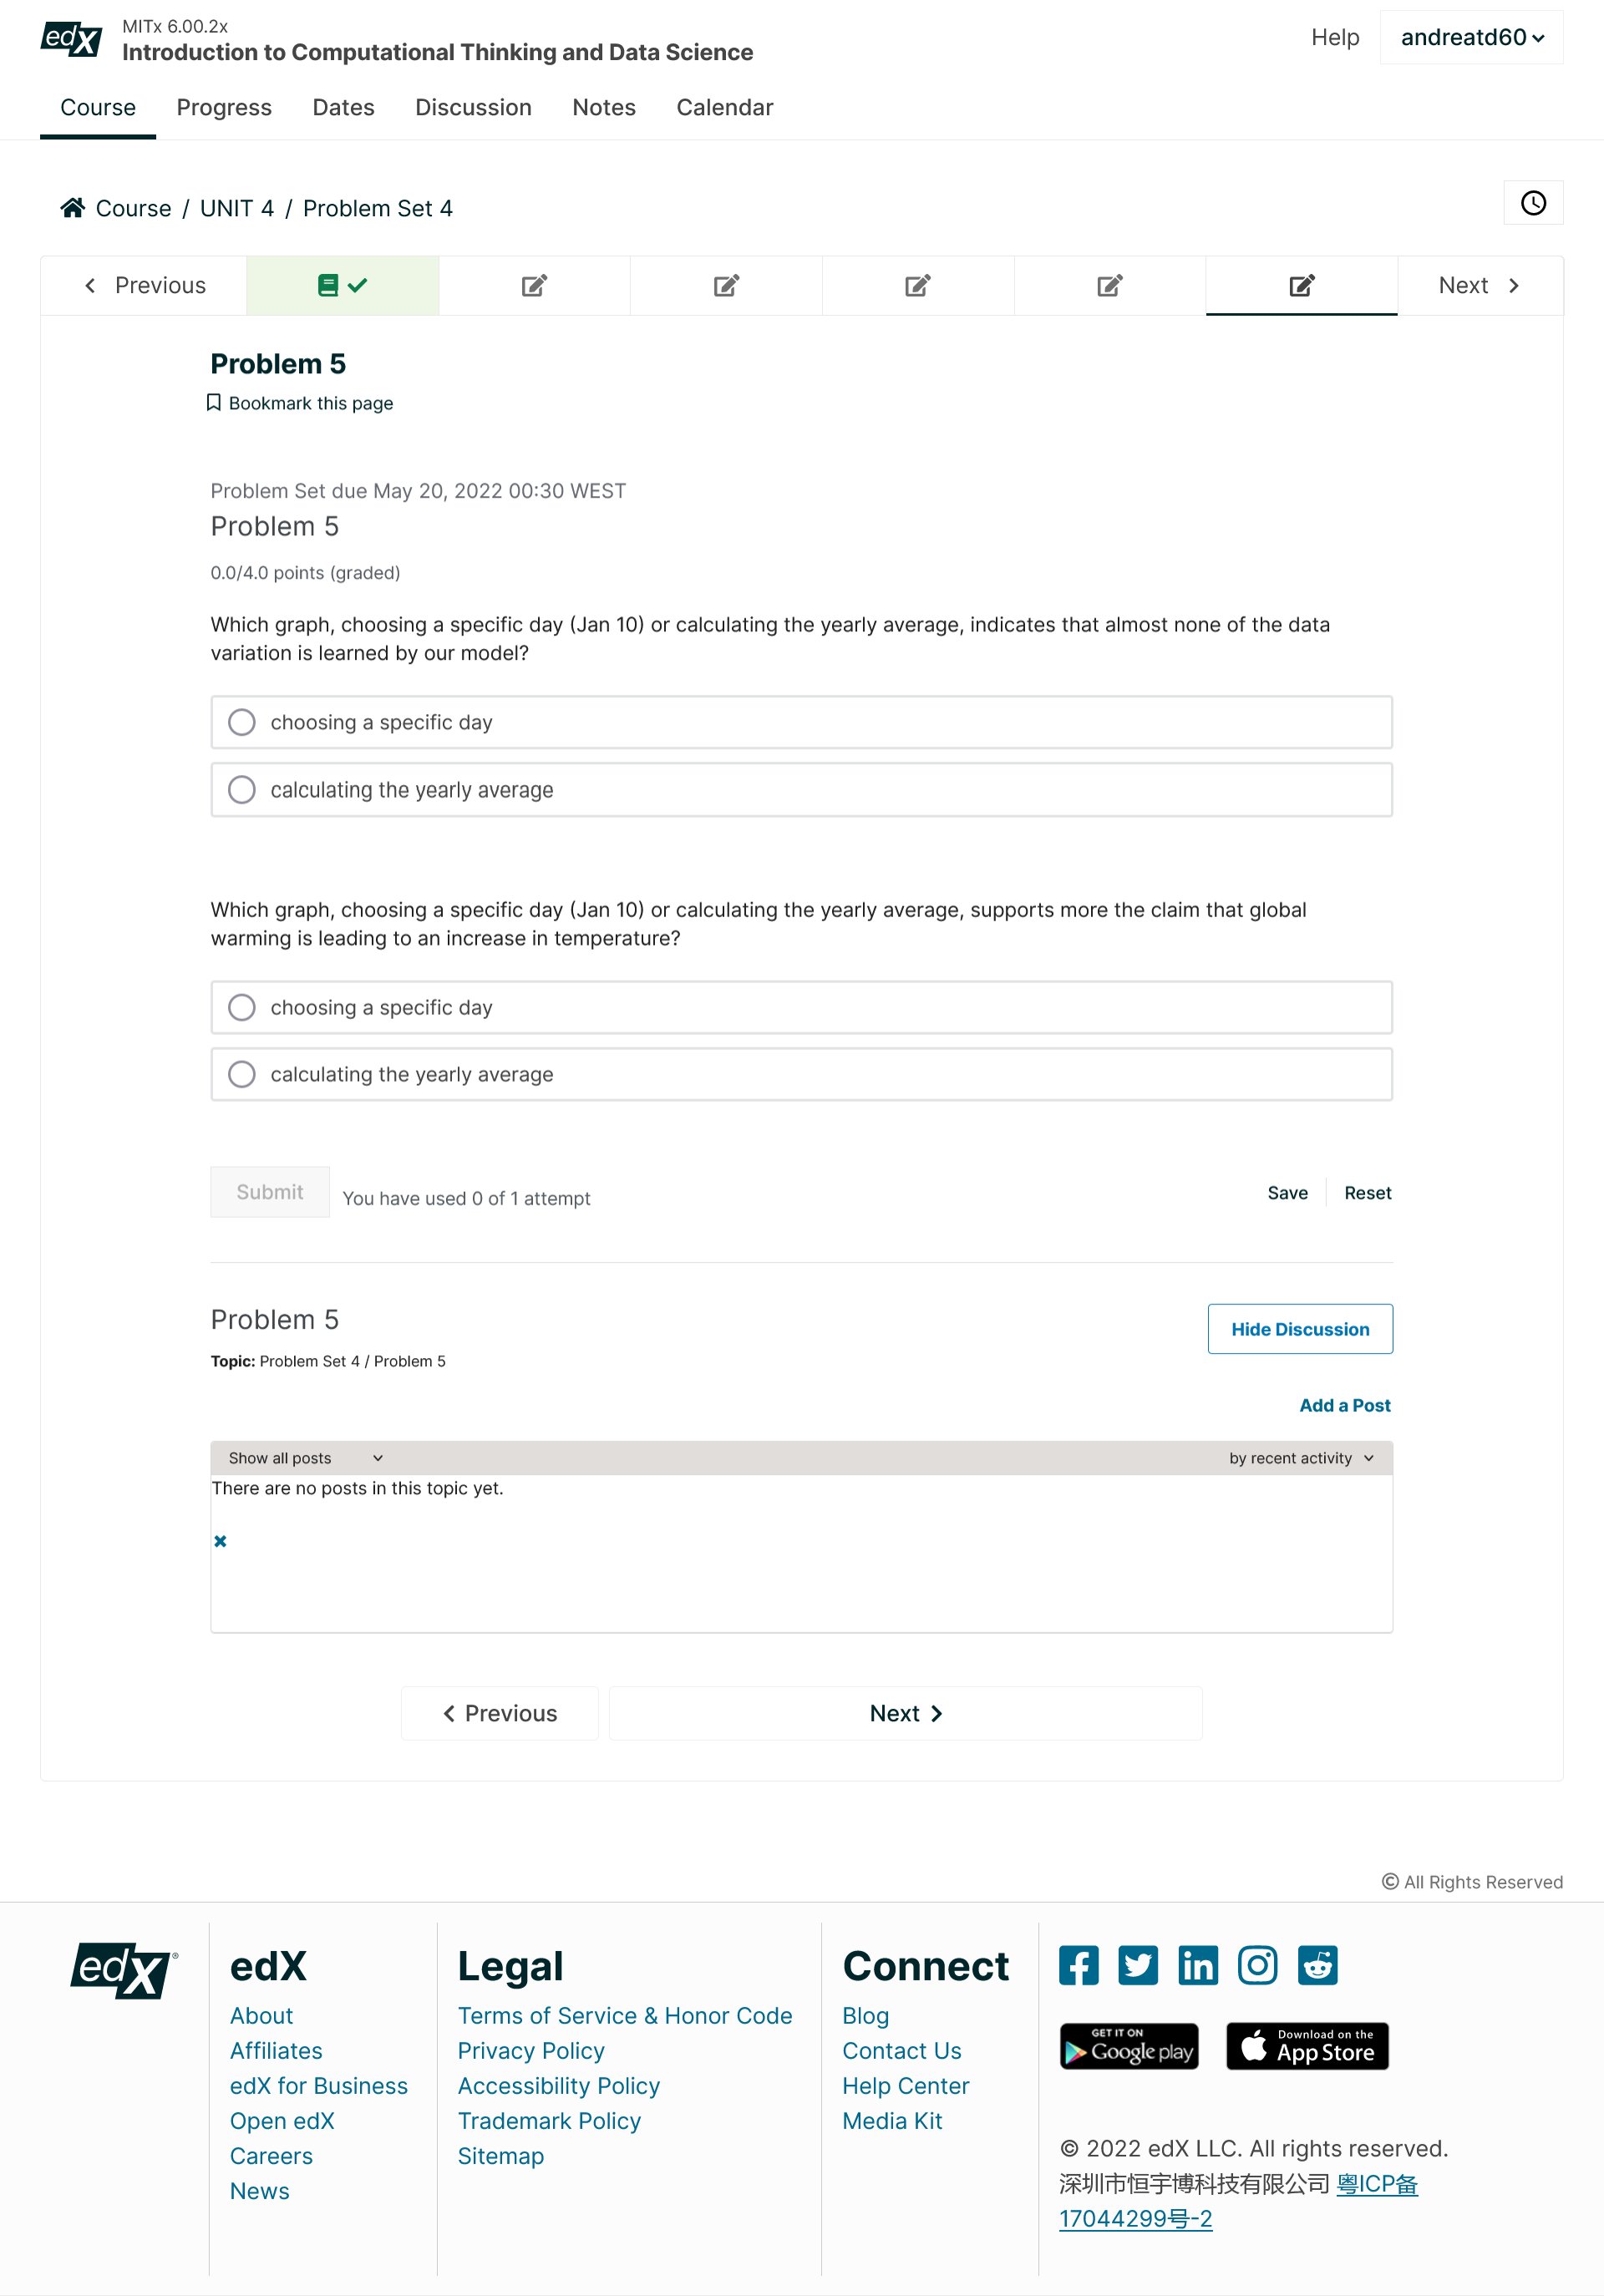 edX
MITx 6.00.2x
Introduction to Computational Thinking and Data Science
Help
andreatd60
Course
Progress
Dates
Discussion
Notes
Calendar
Course / UNIT 4 / Problem Set 4
Previous
Next
Problem 5
Bookmark this page
Problem Set due May 20, 2022 00:30 WEST
Problem 5
0.0/4.0 points (graded)
Which graph, choosing a specific day (Jan 10) or calculating the yearly average, indicates that almost none of the data
variation is learned by our model?
choosing a specific day
calculating the yearly average
Which graph, choosing a specific day (Jan 10) or calculating the yearly average, supports more the claim that global
warming is leading to an increase in temperature?
choosing a specific day
calculating the yearly average
Submit
You have used 0 of 1 attempt
Save
Reset
Problem 5
Hide Discussion
Topic: Problem Set 4 / Problem 5
Add a Post
Show all posts
by recent activity
There are no posts in this topic yet.
Previous
Next
© All Rights Reserved
edX®
edX
About
Affiliates
edX for Business
Open edX
Careers
News
Legal
Terms of Service & Honor Code
Privacy Policy
Accessibility Policy
Trademark Policy
Sitemap
Connect
Blog
Contact Us
Help Center
Media Kit
GET IT ON
Google play
Download on the
App Store
© 2022 edX LLC. All rights reserved.
深圳市恒宇博科技有限公司 粤ICP备
17044299号-2